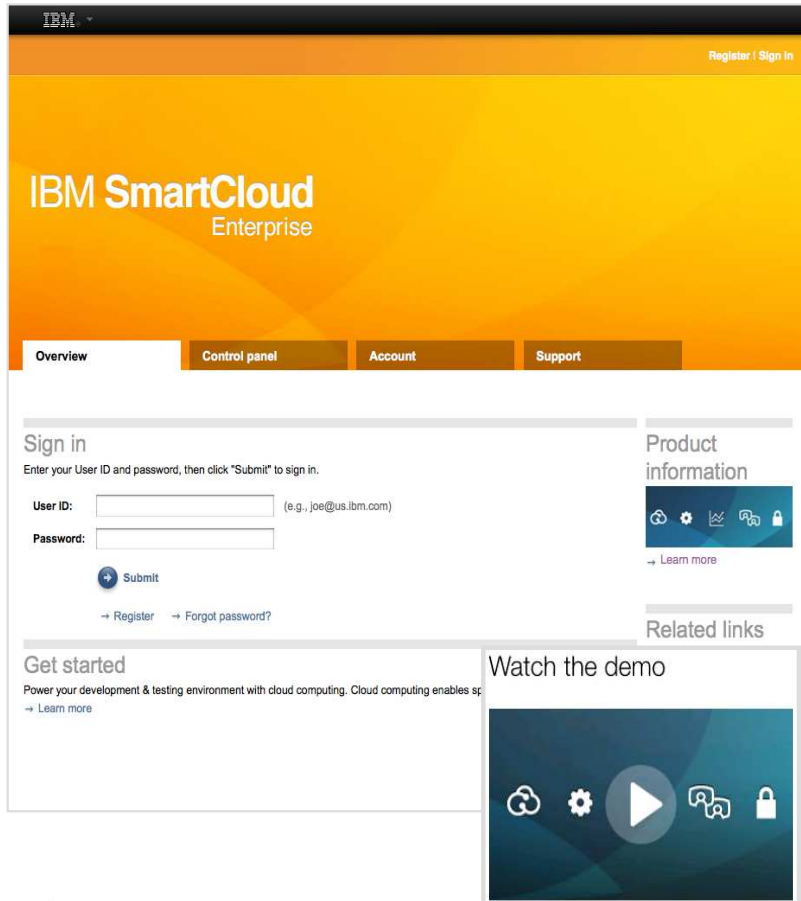 IBM
Register | Sign in
IBM SmartCloud
Enterprise
Overview
Control panel
Account
Support
Sign in
Enter your User ID and password, then click "Submit" to sign in.
User ID:
(e.g., joe@us.ibm.com)
Password:
Submit
→ Register → Forgot password?
Product
information
→ Learn more
Related links
Get started
Power your development & testing environment with cloud computing. Cloud computing enables sp
→ Learn more
Watch the demo